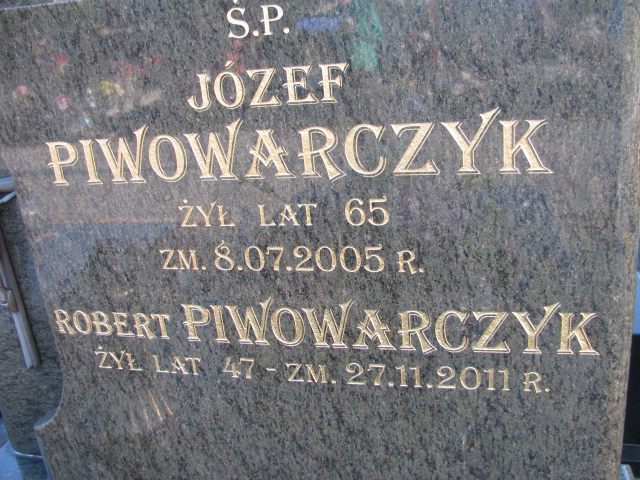 Ś.P.
JÓZEF
PIWOWARCZYK
ŻYŁ LAT 65
ZM. 8.07.2005 R.
ROBERT PIWOWARCZYK
ŻYŁ LAT 47 - ZM. 27.11.2011 R.